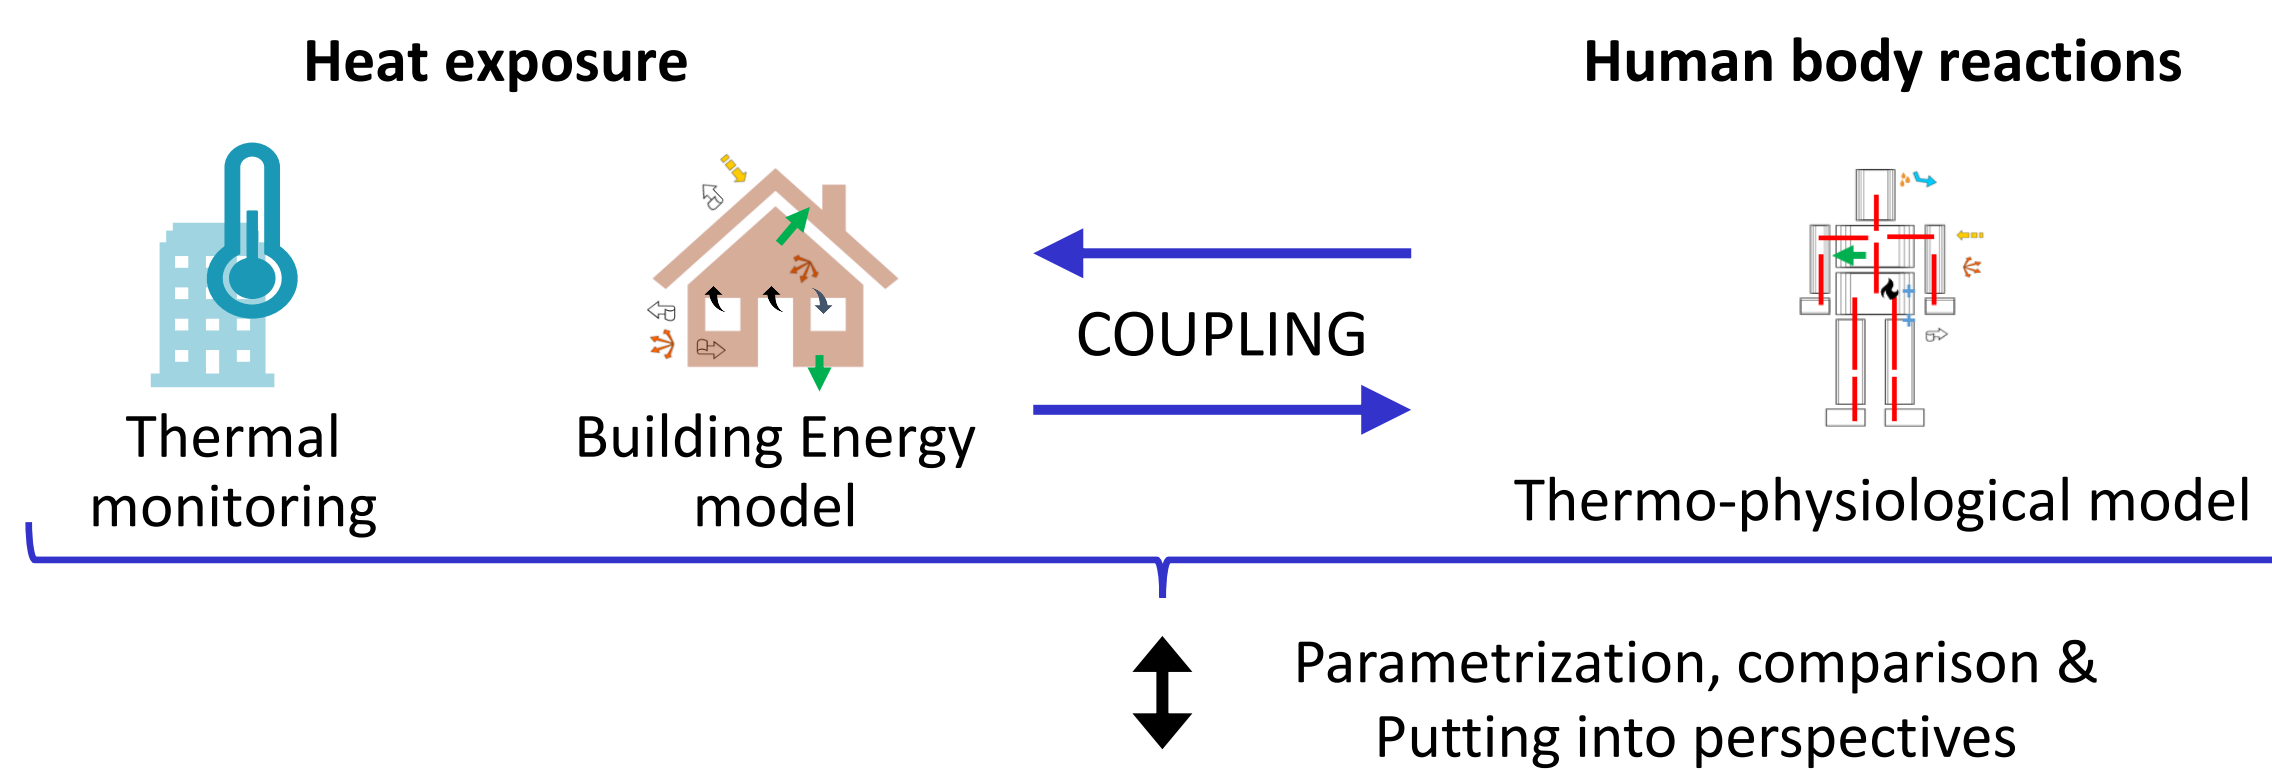 Heat exposure
Human body reactions
COUPLING
Thermal
monitoring
Building Energy
model
Thermo-physiological model
Parametrization, comparison &
Putting into perspectives